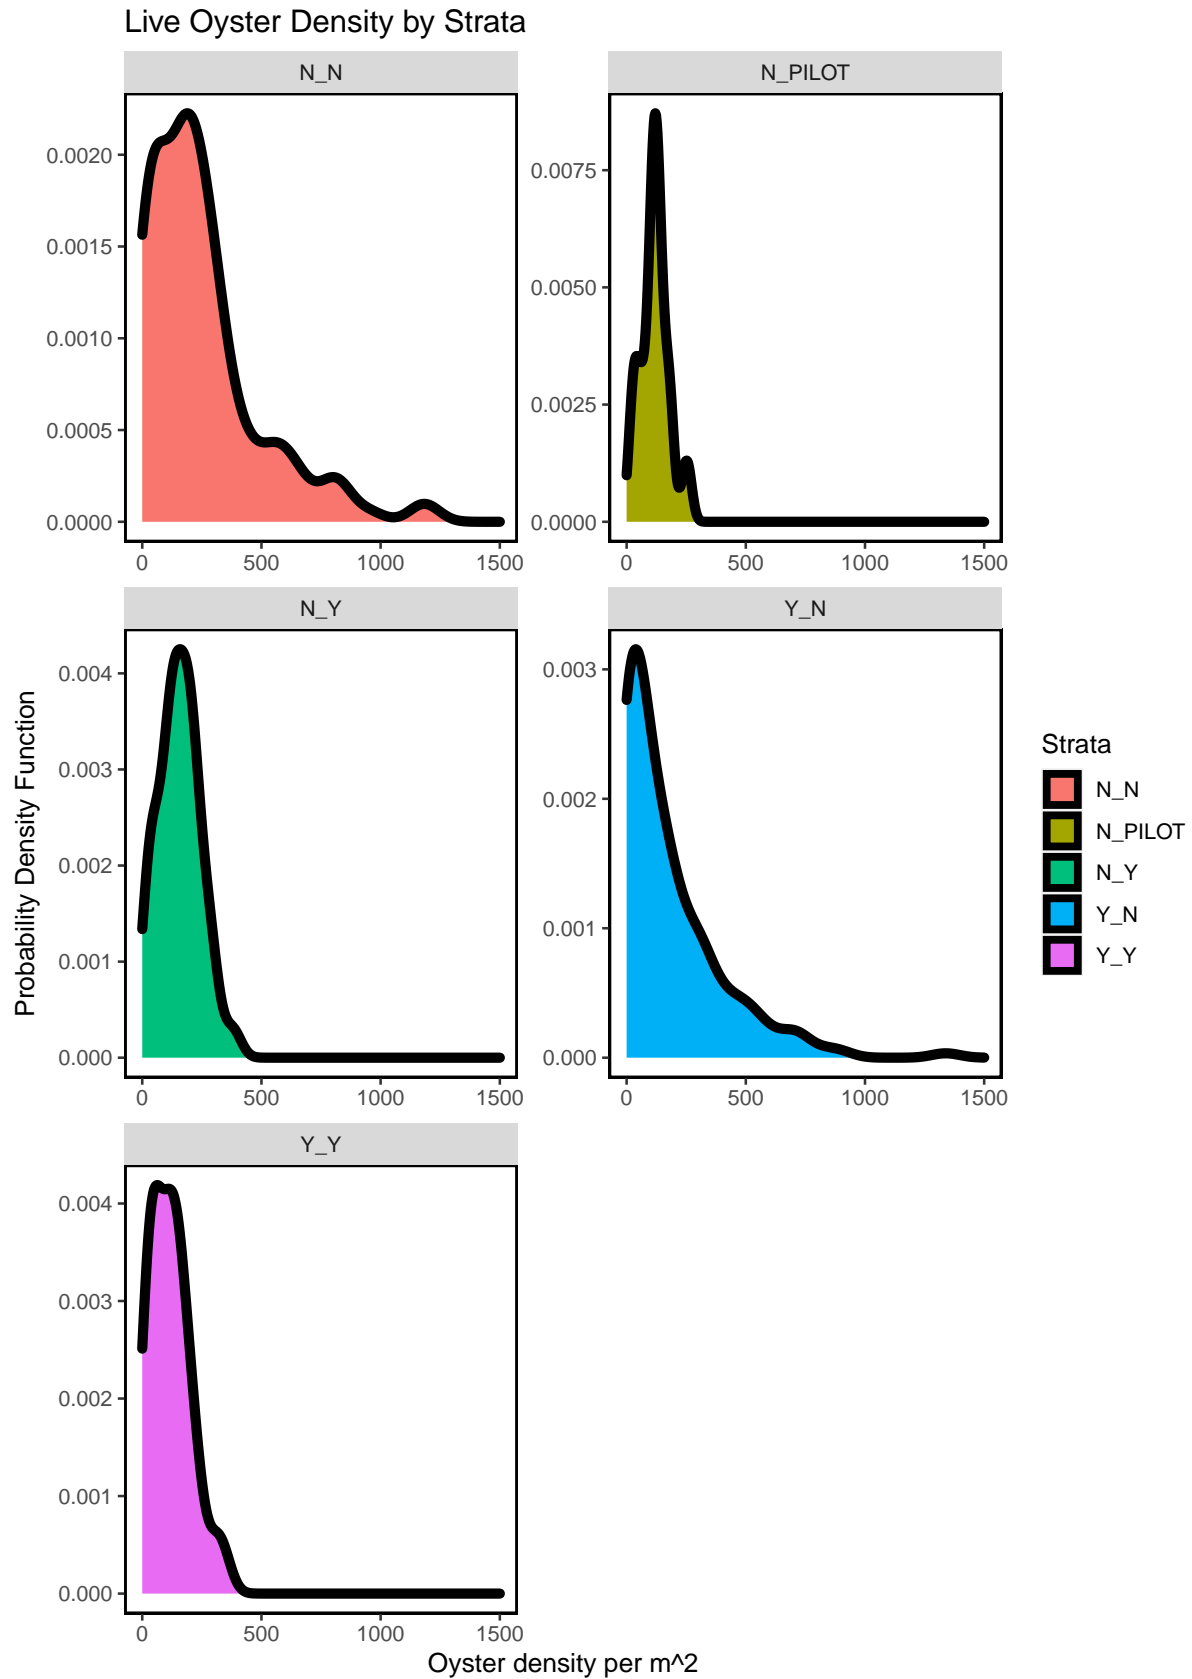 Live Oyster Density by Strata
N_N
N_PILOT
0.0020
0.0015
0.0010
0.0005
0.0000
0.0075
0.0050
0.0025
0.0000
0 500 1000 1500
0 500 1000 1500
N_Y
Y_N
0.004
0.003
0.002
0.001
0.000
0.003
0.002
0.001
0.000
0 500 1000 1500
0 500 1000 1500
Y_Y
0.004
0.003
0.002
0.001
0.000
0 500 1000 1500
Oyster density per m^2
Probability Density Function
Strata
N_N
N_PILOT
N_Y
Y_N
Y_Y